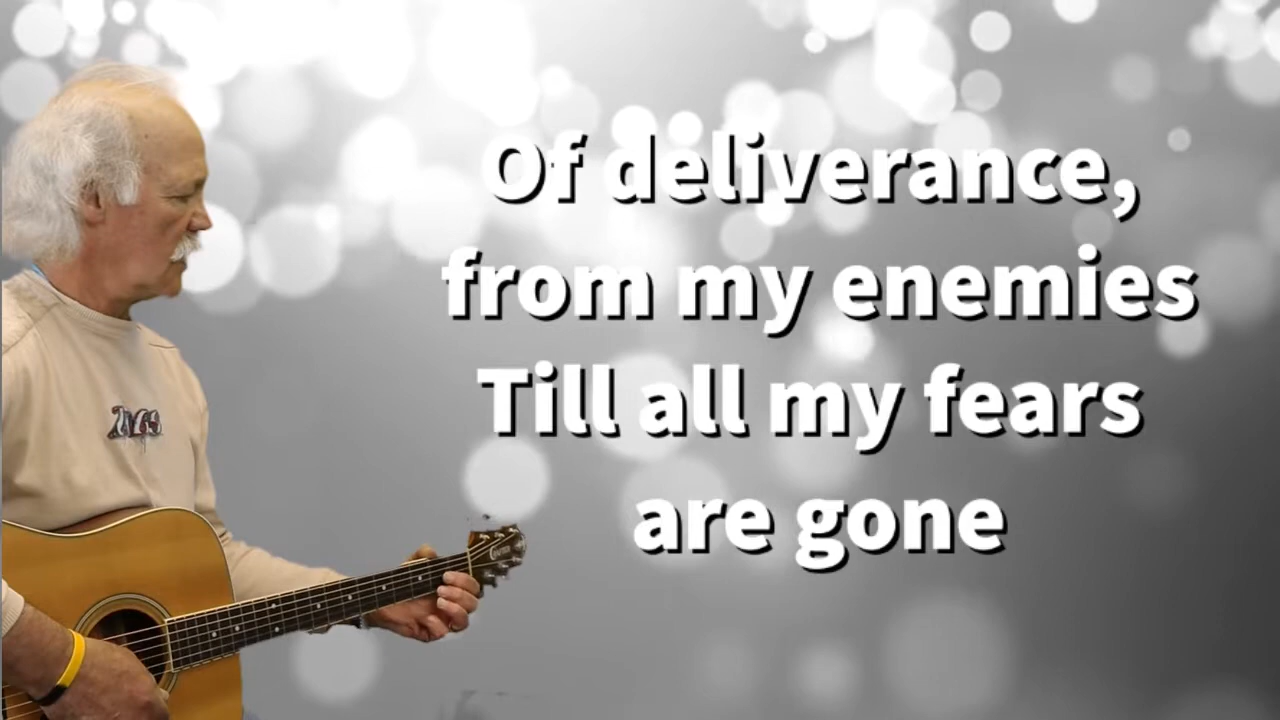 Of deliverance,
from my enemies
Till all my fears
are gone